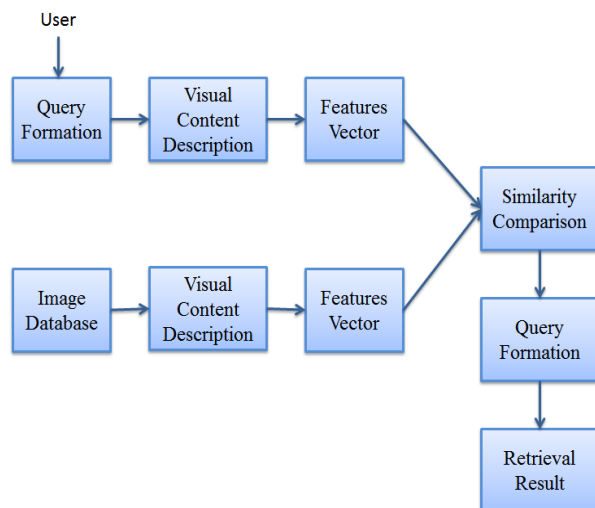 User
Query
Formation
Visual
Content
Description
Features
Vector
Similarity
Comparison
Image
Database
Visual
Content
Description
Features
Vector
Query
Formation
Retrieval
Result